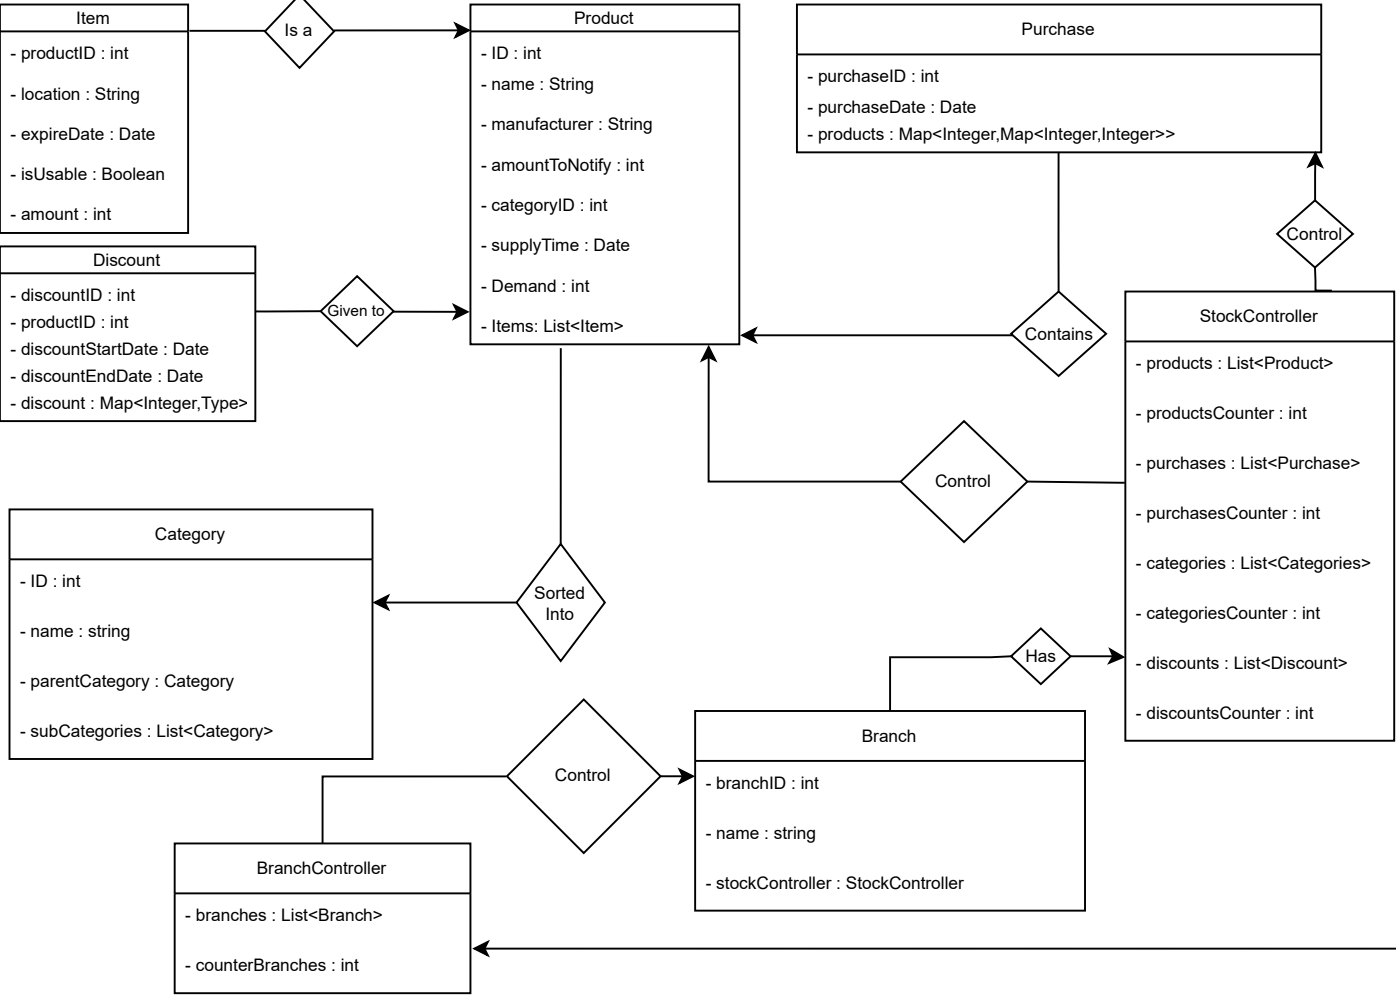 Item
- productID : int
- location : String
- expireDate : Date
- isUsable : Boolean
- amount : int
Is a
Product
- ID : int
- name : String
- manufacturer : String
- amountToNotify : int
- categoryID : int
- supplyTime : Date
- Demand : int
- Items: List<Item>
Purchase
- purchaseID : int
- purchaseDate : Date
- products : Map<Integer,Map<Integer,Integer>>
Control
Discount
- discountID : int
- productID : int
- discountStartDate : Date
- discountEndDate : Date
- discount : Map<Integer,Type>
Given to
Contains
StockController
- products : List<Product>
- productsCounter : int
- purchases : List<Purchase>
- purchasesCounter : int
- categories : List<Categories>
- categoriesCounter : int
- discounts : List<Discount>
- discountsCounter : int
Control
Category
- ID : int
- name : string
- parentCategory : Category
- subCategories : List<Category>
Sorted
Into
Has
Control
Branch
- branchID : int
- name : string
- stockController : StockController
BranchController
- branches : List<Branch>
- counterBranches : int